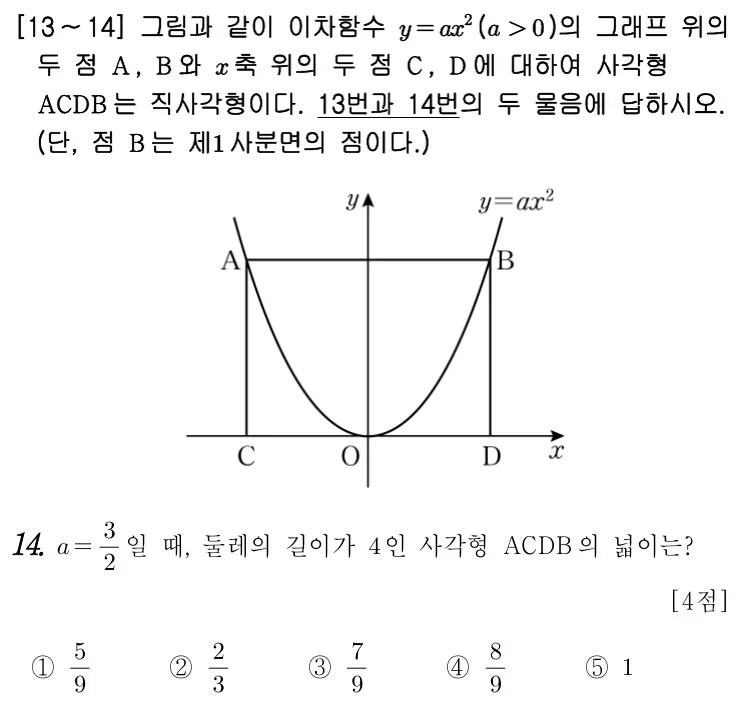 [13～14] 그림과 같이 이차함수 y=ax²(a>0)의 그래프 위의
두 점 A, B와 x축 위의 두 점 C, D에 대하여 사각형
ACDB는 직사각형이다. 13번과 14번의 두 물음에 답하시오.
(단, 점 B는 제1사분면의 점이다.)
y y=ax²
A B
C O D x
14. a=3/2일 때, 둘레의 길이가 4인 사각형 ACDB의 넓이는?
[4점]
① 5/9 ② 2/3 ③ 7/9 ④ 8/9 ⑤ 1